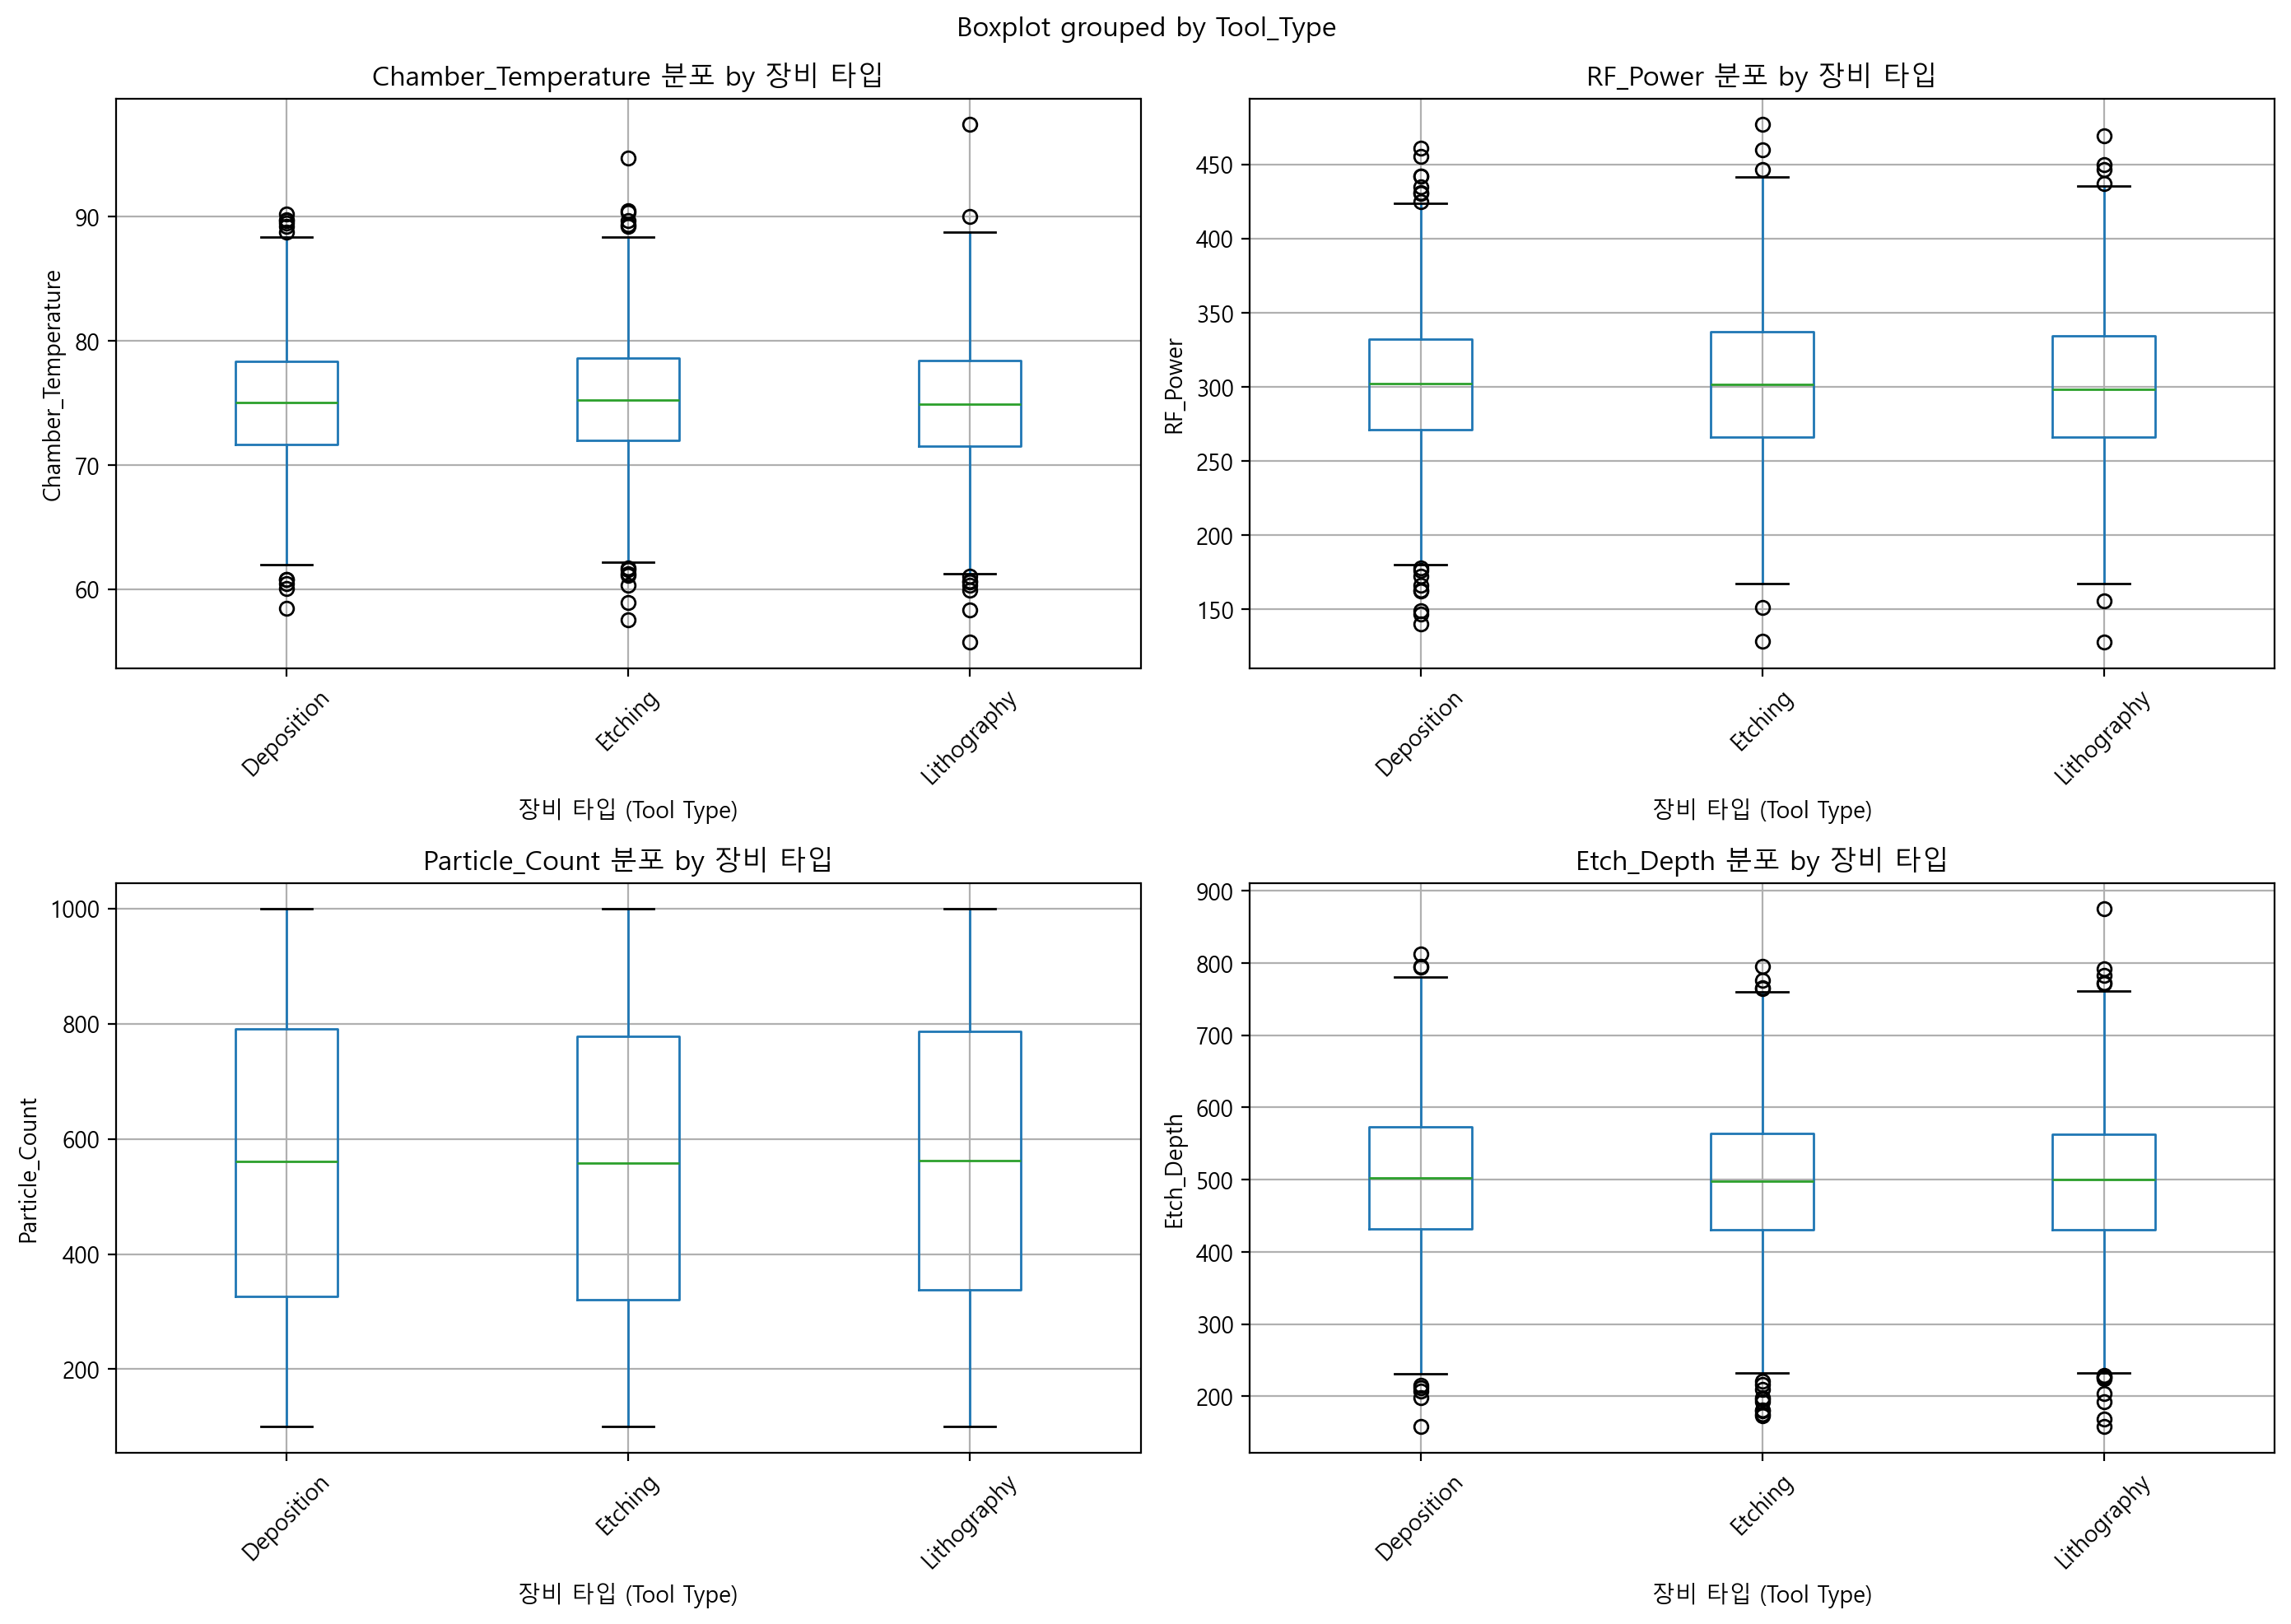 Boxplot grouped by Tool_Type
Chamber_Temperature 분포 by 장비 타입
Chamber_Temperature
90
80
70
60
Deposition
Etching
Lithography
장비 타입 (Tool Type)
RF_Power 분포 by 장비 타입
RF_Power
450
400
350
300
250
200
150
Deposition
Etching
Lithography
장비 타입 (Tool Type)
Particle_Count 분포 by 장비 타입
Particle_Count
1000
800
600
400
200
Deposition
Etching
Lithography
장비 타입 (Tool Type)
Etch_Depth 분포 by 장비 타입
Etch_Depth
900
800
700
600
500
400
300
200
Deposition
Etching
Lithography
장비 타입 (Tool Type)